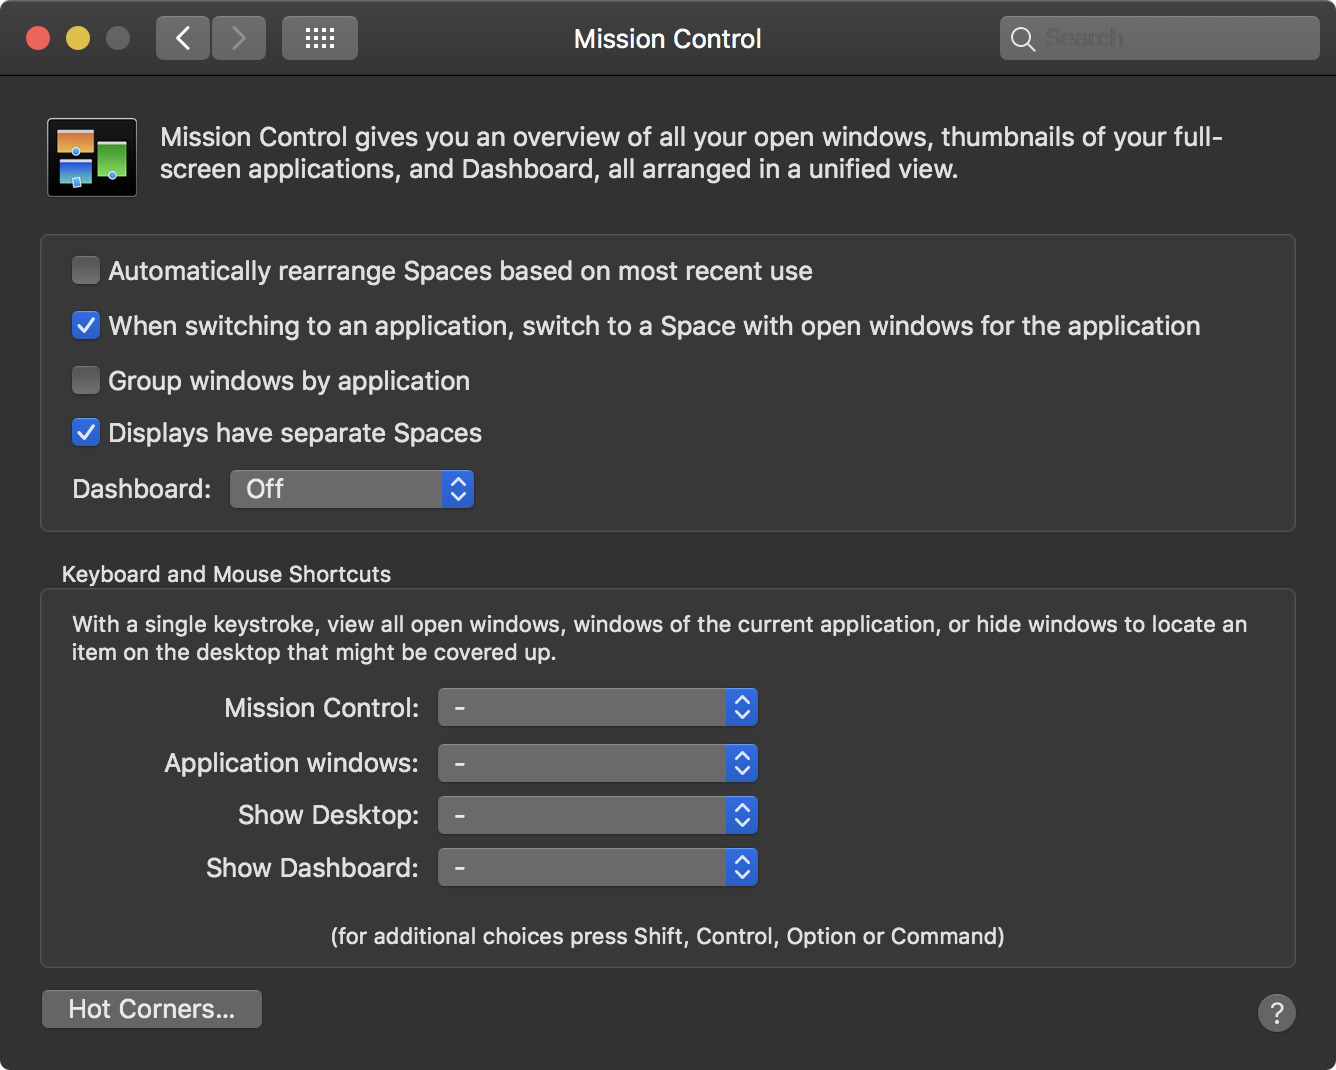 Mission Control
Search
Mission Control gives you an overview of all your open windows, thumbnails of your full-
screen applications, and Dashboard, all arranged in a unified view.
Automatically rearrange Spaces based on most recent use
When switching to an application, switch to a Space with open windows for the application
Group windows by application
Displays have separate Spaces
Dashboard: Off
Keyboard and Mouse Shortcuts
With a single keystroke, view all open windows, windows of the current application, or hide windows to locate an
item on the desktop that might be covered up.
Mission Control: -
Application windows: -
Show Desktop: -
Show Dashboard: -
(for additional choices press Shift, Control, Option or Command)
Hot Corners...
?